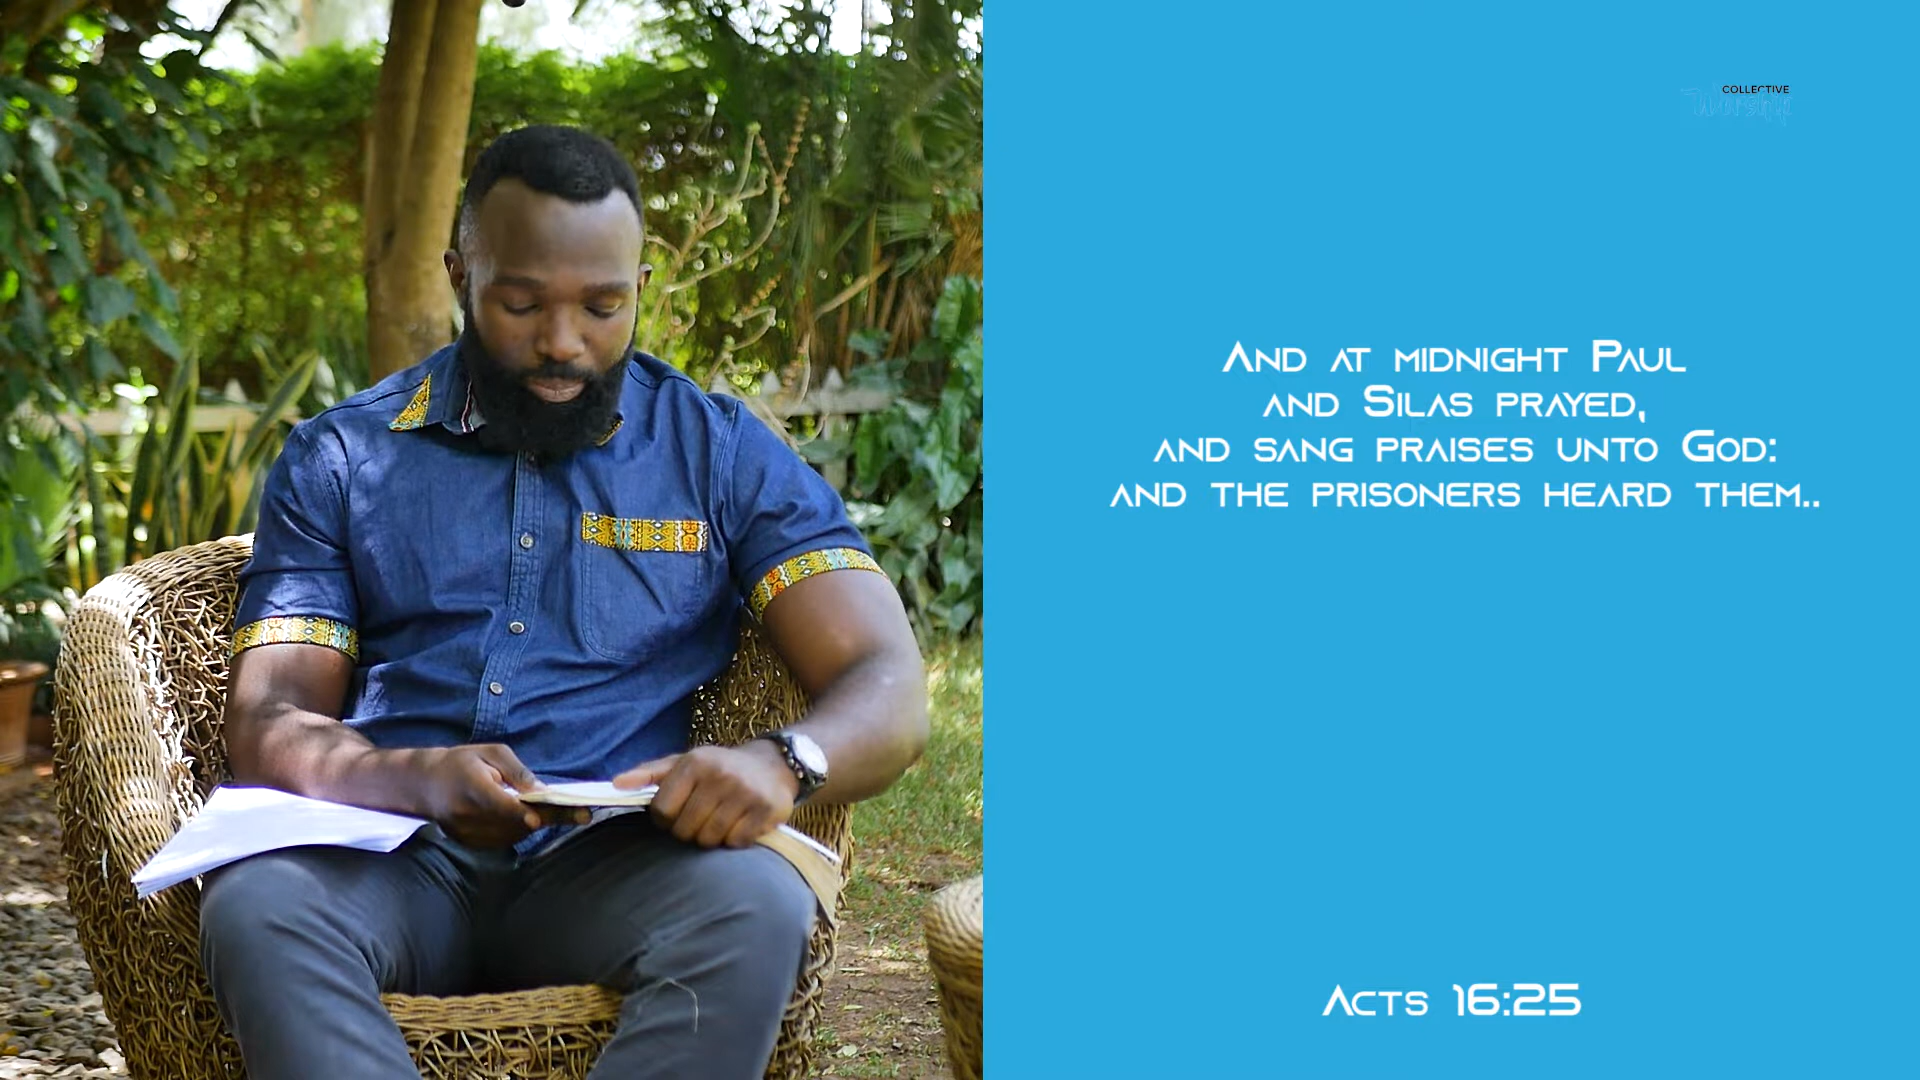 COLLECTIVE
Worship
And at midnight Paul
and Silas prayed,
and sang praises unto God:
and the prisoners heard them..
Acts 16:25